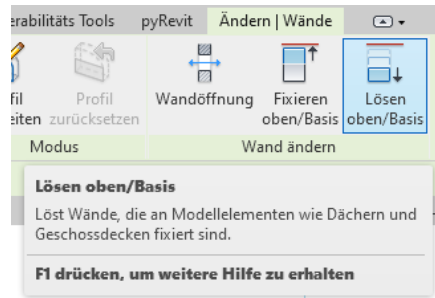 erabilitäts Tools pyRevit Ändern | Wände
fil Profil Wandöffnung Fixieren Lösen
eiten zurücksetzen oben/Basis oben/Basis
Modus Wand ändern
Lösen oben/Basis
Löst Wände, die an Modellelementen wie Dächern und
Geschossdecken fixiert sind.
F1 drücken, um weitere Hilfe zu erhalten